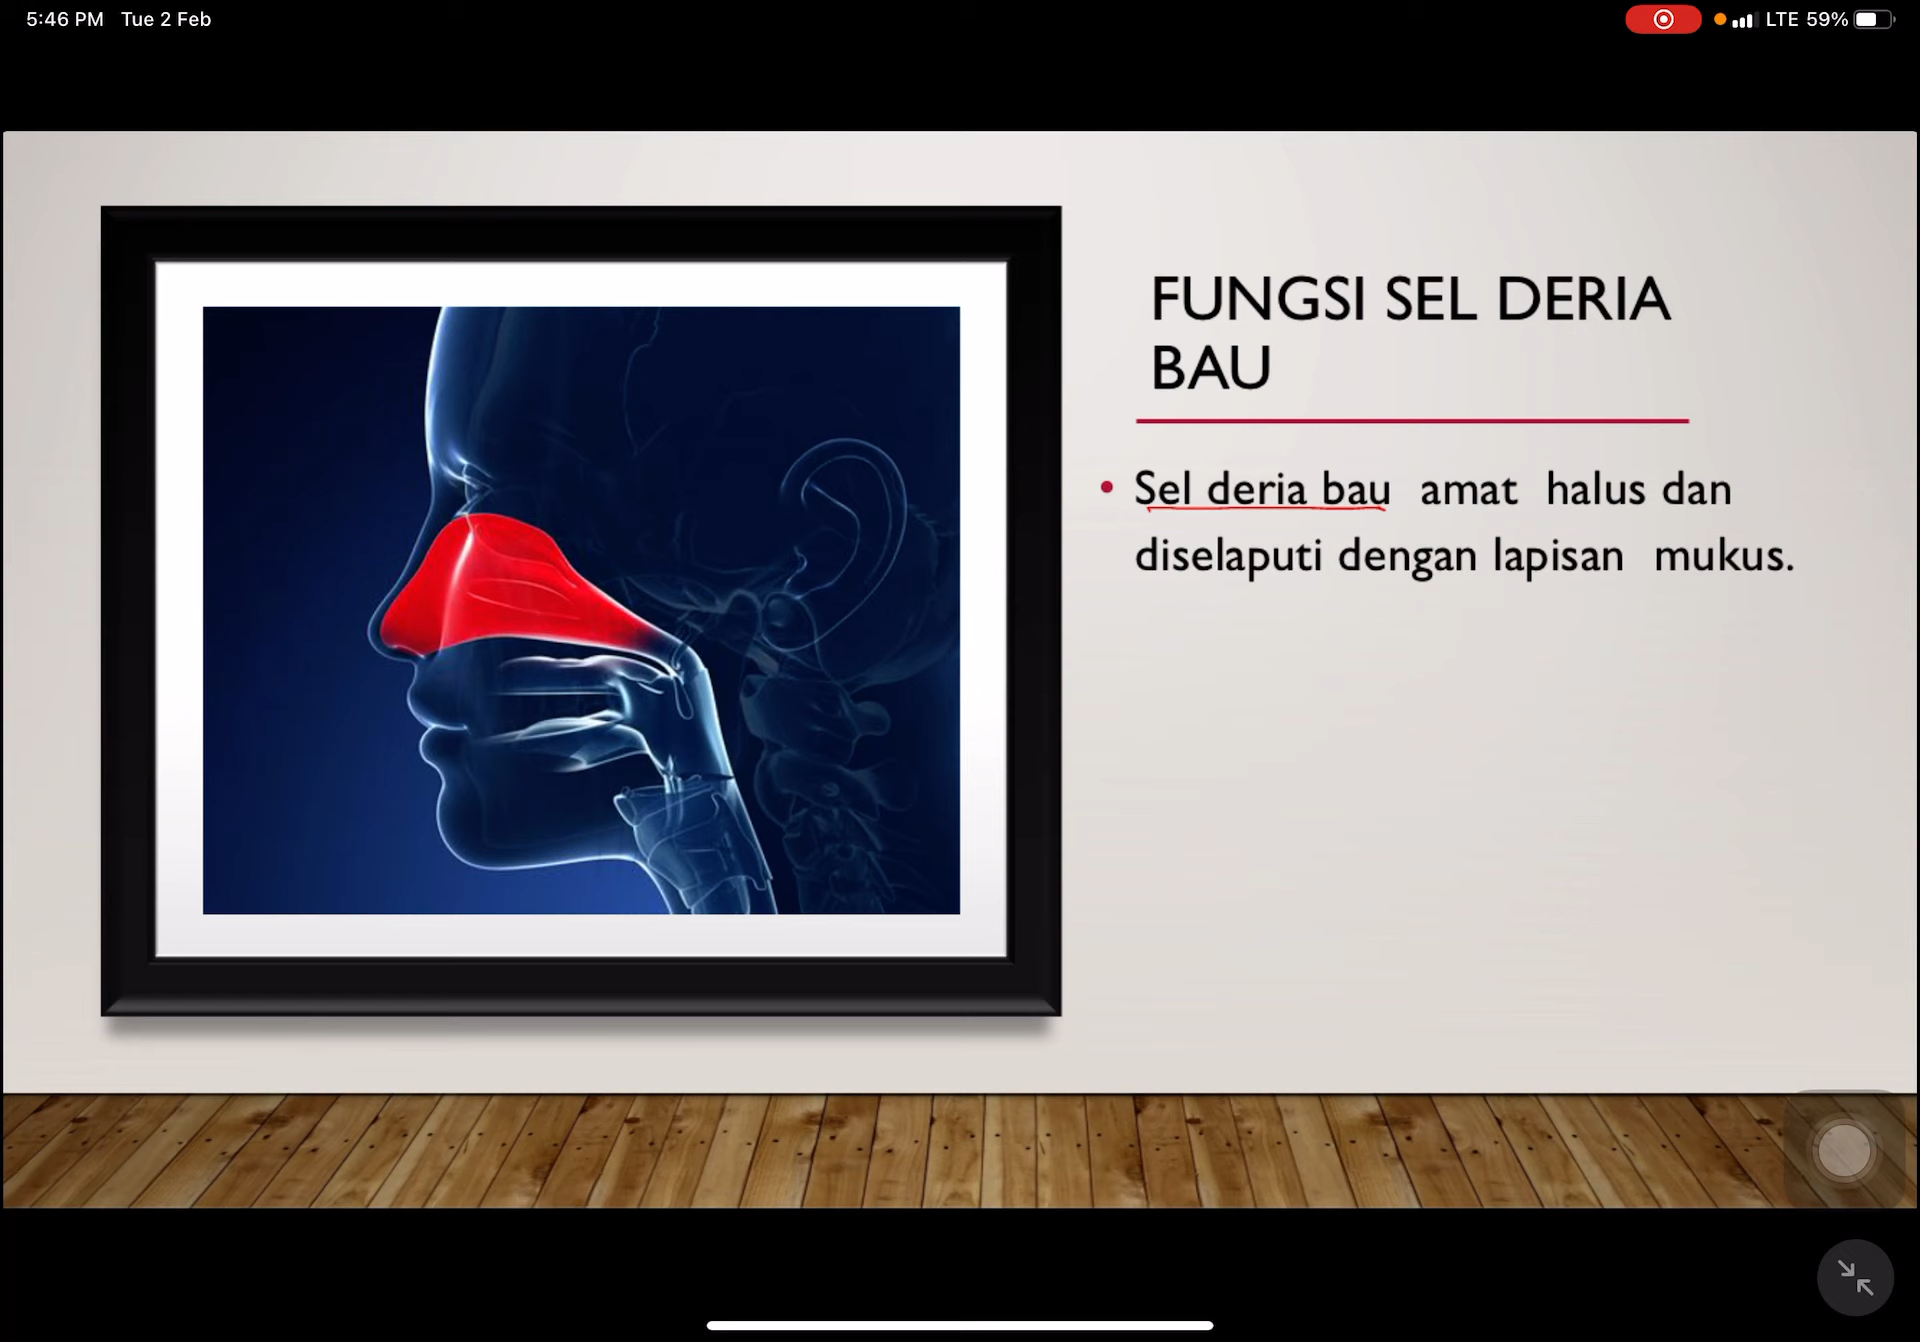 5:46 PM Tue 2 Feb
LTE 59%
FUNGSI SEL DERIA
BAU
• Sel deria bau amat halus dan
diselaputi dengan lapisan mukus.